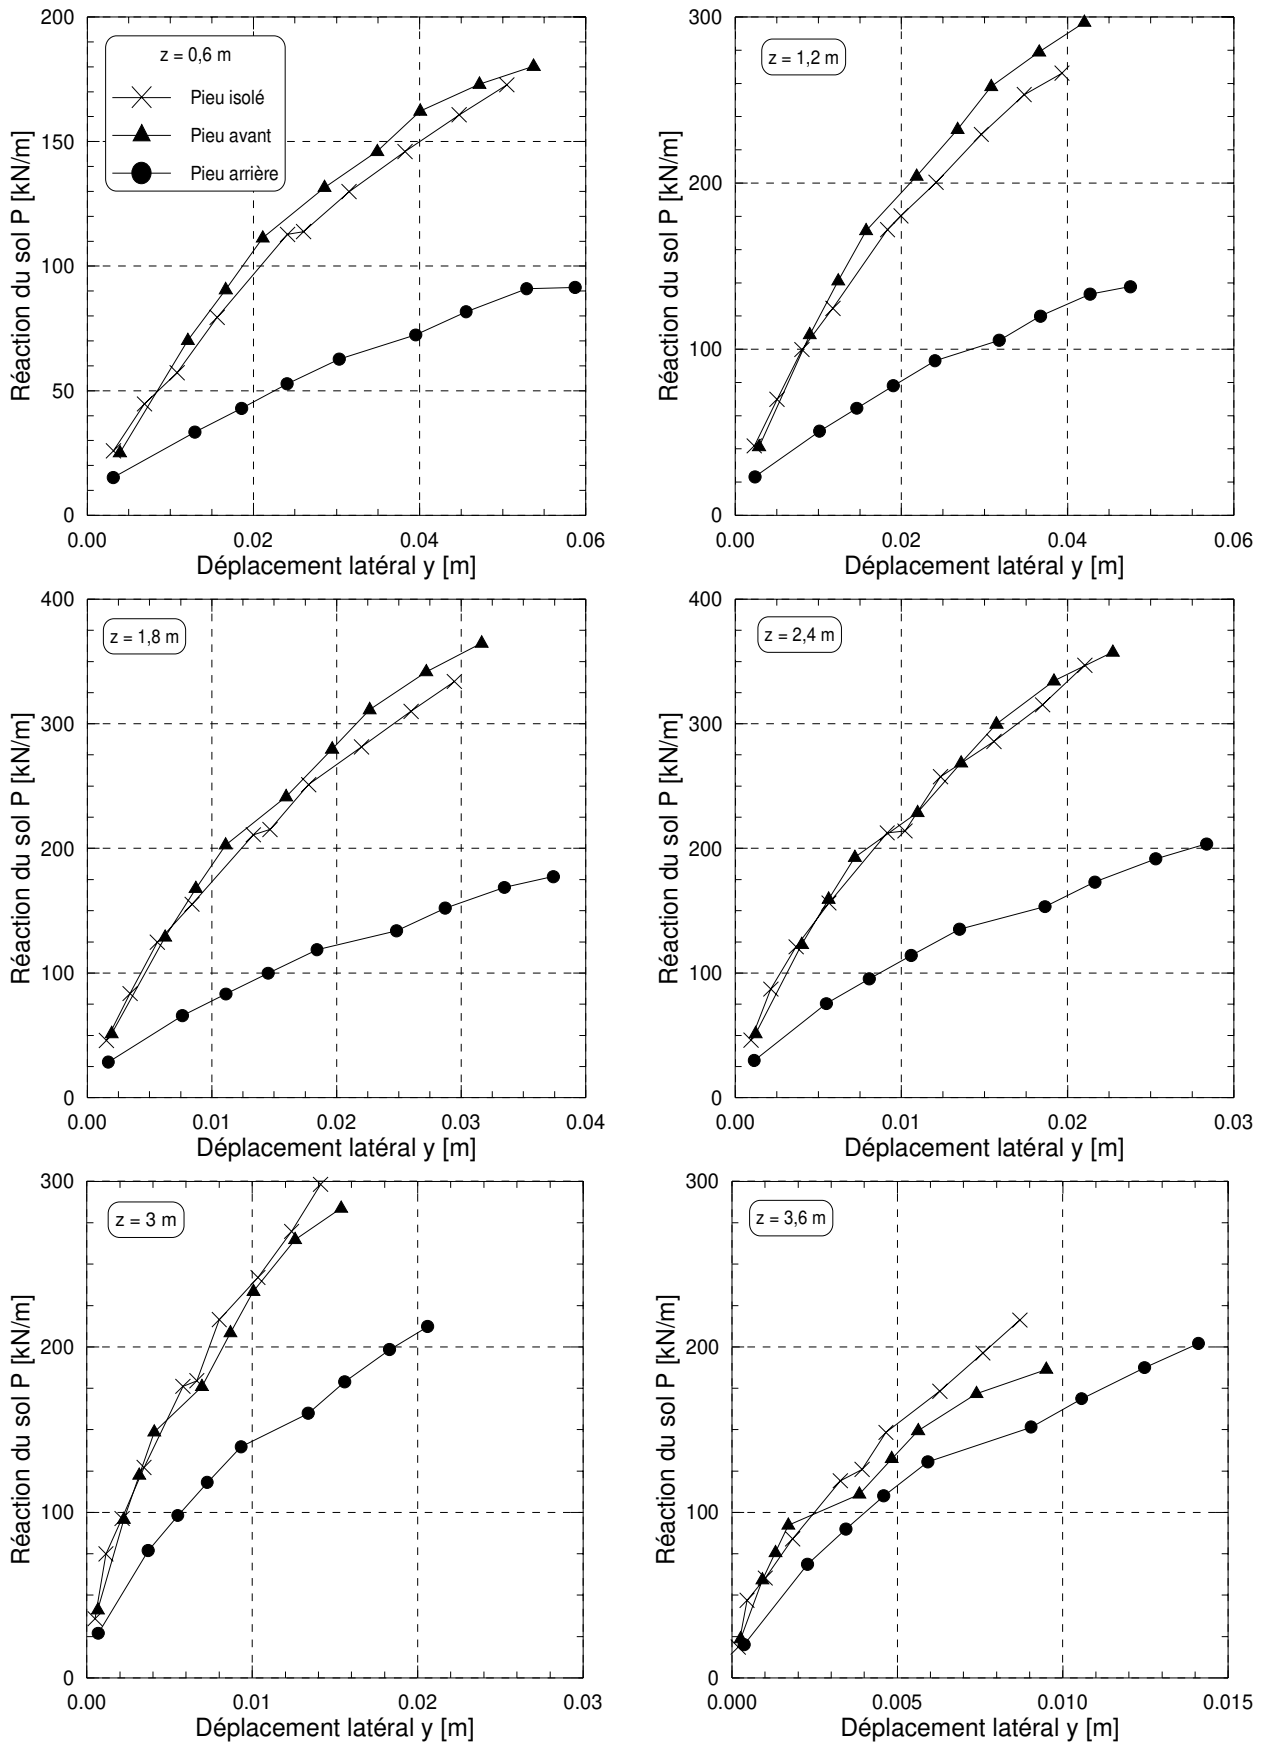 200
150
100
50
0
Réaction du sol P [kN/m]
z = 0,6 m
Pieu isolé
Pieu avant
Pieu arrière
0.00 0.02 0.04 0.06
Déplacement latéral y [m]
300
200
100
0
Réaction du sol P [kN/m]
z = 1,2 m
0.00 0.02 0.04 0.06
Déplacement latéral y [m]
400
300
200
100
0
Réaction du sol P [kN/m]
z = 1,8 m
0.00 0.01 0.02 0.03 0.04
Déplacement latéral y [m]
400
300
200
100
0
Réaction du sol P [kN/m]
z = 2,4 m
0.00 0.01 0.02 0.03
Déplacement latéral y [m]
300
200
100
0
Réaction du sol P [kN/m]
z = 3 m
0.00 0.01 0.02 0.03
Déplacement latéral y [m]
300
200
100
0
Réaction du sol P [kN/m]
z = 3,6 m
0.000 0.005 0.010 0.015
Déplacement latéral y [m]